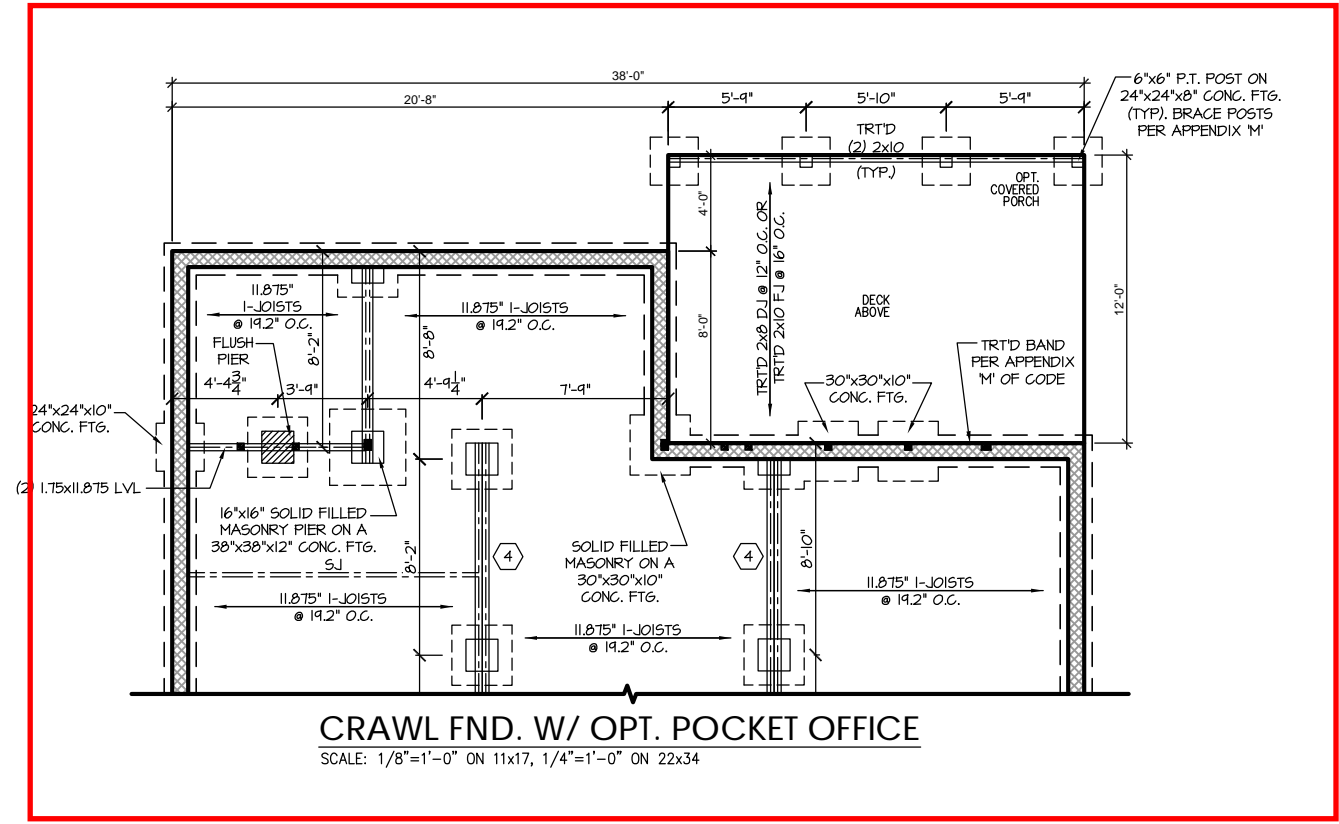 38'-0"
20'-8"
5'-9"
5'-10"
5'-9"
6"x6" P.T. POST ON
24"x24"x8" CONC. FTG.
(TYP). BRACE POSTS
PER APPENDIX 'M'
TRT'D
(2) 2x10
(TYP.)
OPT.
COVERED
PORCH
4'-0"
8'-0"
TRT'D 2x8 DJ @ 12" O.C. OR
TRT'D 2x10 FJ @ 16" O.C.
DECK
ABOVE
12'-0"
11.875"
I-JOISTS
@ 19.2" O.C.
11.875" I-JOISTS
@ 19.2" O.C.
8'-2"
8'-8"
FLUSH
PIER
4'-4 3/4"
3'-9"
4'-9 1/4"
7'-9"
TRT'D BAND
PER APPENDIX
'M' OF CODE
30"x30"x10"
CONC. FTG.
24"x24"x10"
CONC. FTG.
(2) 1.75x11.875 LVL
16"x16" SOLID FILLED
MASONRY PIER ON A
38"x38"x12" CONC. FTG.
SJ
8'-2"
4
SOLID FILLED
MASONRY ON A
30"x30"x10"
CONC. FTG.
4
8'-10"
11.875" I-JOISTS
@ 19.2" O.C.
11.875" I-JOISTS
@ 19.2" O.C.
11.875" I-JOISTS
@ 19.2" O.C.
CRAWL FND. W/ OPT. POCKET OFFICE
SCALE: 1/8"=1'-0" ON 11x17, 1/4"=1'-0" ON 22x34